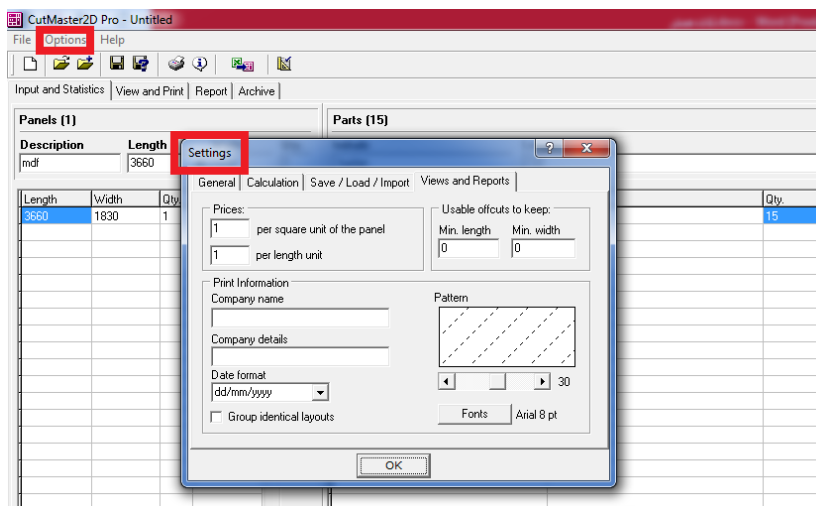 CutMaster2D Pro - Untitled
File Options Help
Input and Statistics View and Print Report Archive
Panels (1) Parts (15)
Description Length
mdf 3660
Settings
General Calculation Save / Load / Import Views and Reports
Length Width Qty. Qty.
3660 1830 1 15
Prices:
1 per square unit of the panel
1 per length unit
Usable offcuts to keep:
Min. length Min. width
0 0
Print Information
Company name
Company details
Date format
dd/mm/yyyy
Group identical layouts
Pattern
30
Fonts Arial 8 pt
OK